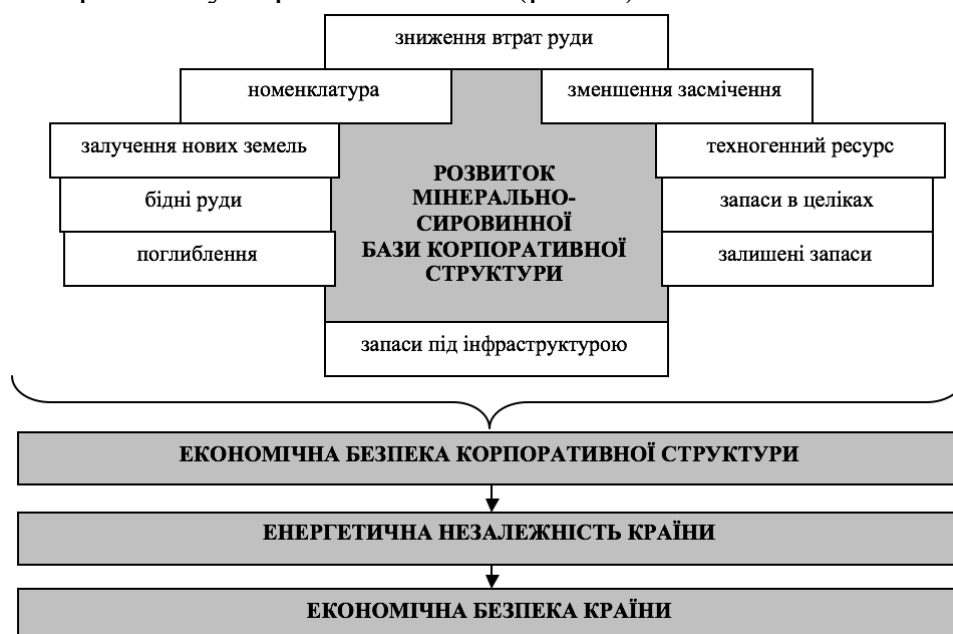 зниження втрат руди
номенклатура
зменшення засмічення
залучення нових земель
техногенний ресурс
бідні руди
запаси в целіках
поглиблення
залишені запаси
РОЗВИТОК
МІНЕРАЛЬНО-
СИРОВИННОЇ
БАЗИ КОРПОРАТИВНОЇ
СТРУКТУРИ
запаси під інфраструктурою
ЕКОНОМІЧНА БЕЗПЕКА КОРПОРАТИВНОЇ СТРУКТУРИ
ЕНЕРГЕТИЧНА НЕЗАЛЕЖНІСТЬ КРАЇНИ
ЕКОНОМІЧНА БЕЗПЕКА КРАЇНИ